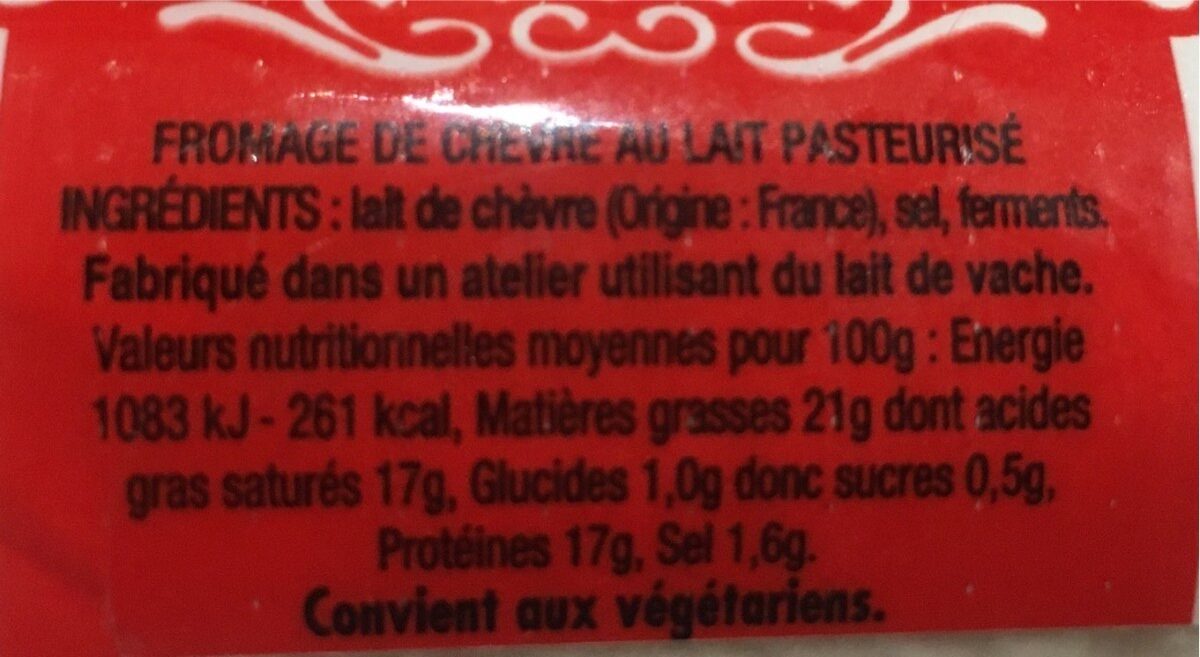 FROMAGE DE CHÈVRE AU LAIT PASTEURISÉ
INGRÉDIENTS : lait de chèvre (Origine : France), sel, ferments.
Fabriqué dans un atelier utilisant du lait de vache.
Valeurs nutritionnelles moyennes pour 100g : Energie
1083 kJ - 261 kcal, Matières grasses 21g dont acides
gras saturés 17g, Glucides 1,0g donc sucres 0,5g,
Protéines 17g, Sel 1,6g.
Convient aux végétariens.